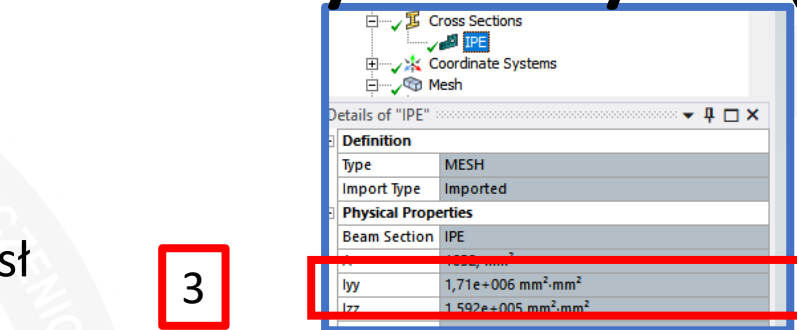 Cross Sections
IPE
Coordinate Systems
Mesh
Details of "IPE"
Definition
Type MESH
Import Type Imported
Physical Properties
Beam Section IPE
Iyy 1,71e+006 mm²·mm²
Izz 1,592e+005 mm²·mm²
sł
3